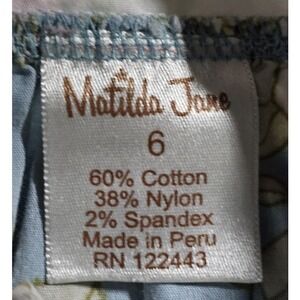 Matilda Jane
6
60% Cotton
38% Nylon
2% Spandex
Made in Peru
RN 122443